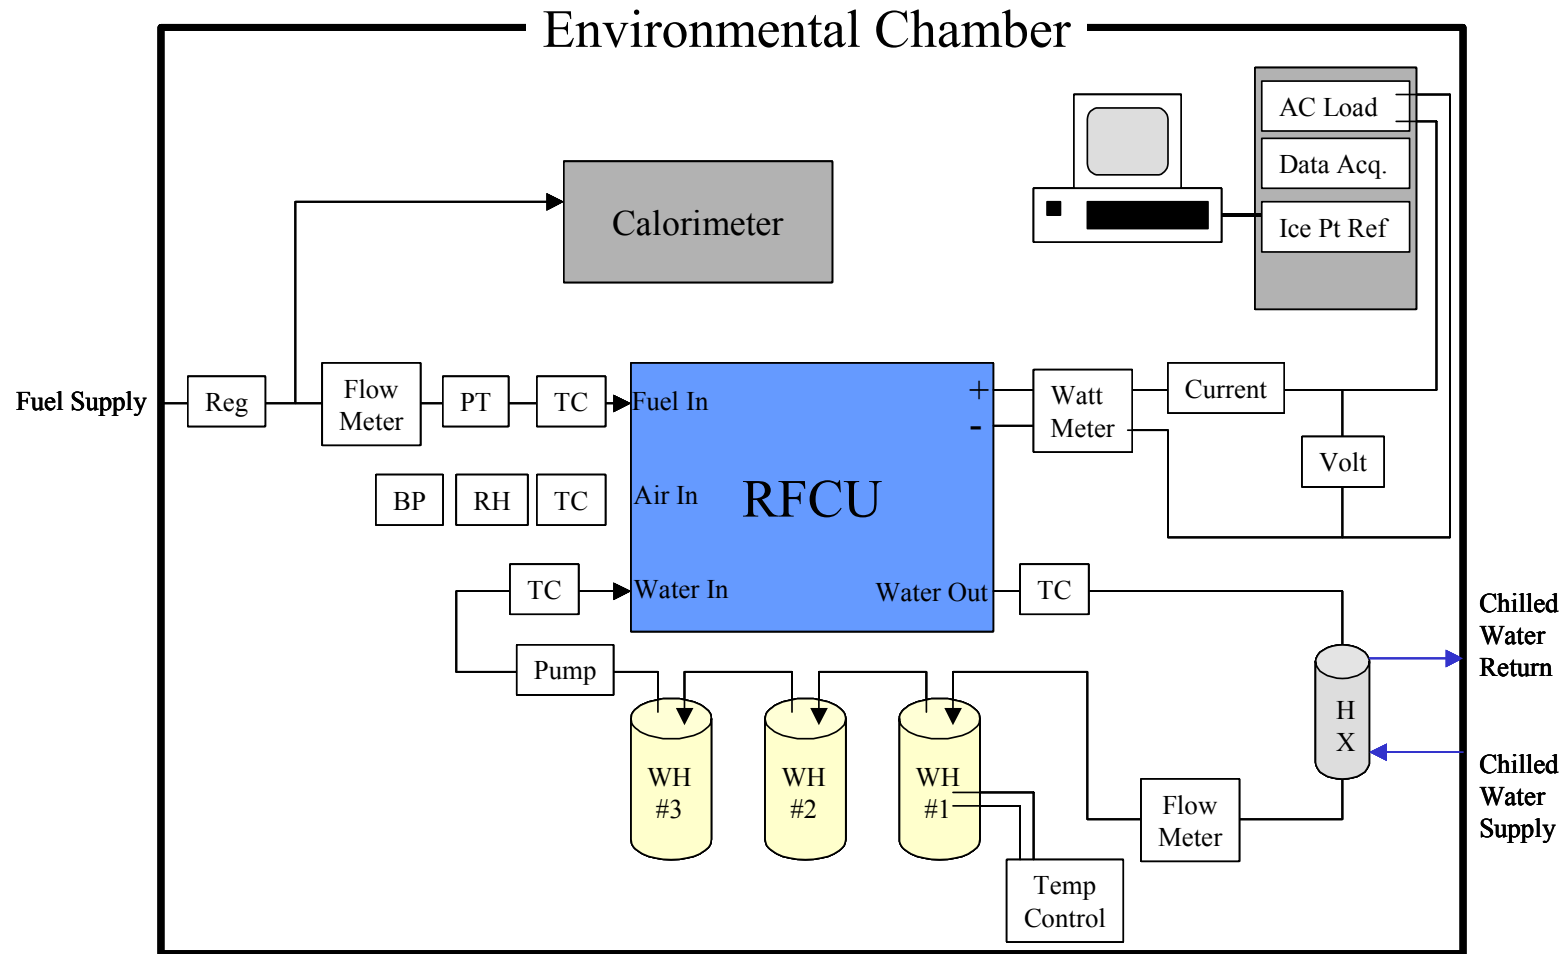 Environmental Chamber
AC Load
Data Acq.
Ice Pt Ref
Calorimeter
Fuel Supply
Reg
Flow
Meter
PT
TC
Fuel In
+
-
Watt
Meter
Current
Volt
BP
RH
TC
Air In
RFCU
TC
Water In
Water Out
TC
Chilled
Water
Return
Pump
H
X
WH
#3
WH
#2
WH
#1
Flow
Meter
Chilled
Water
Supply
Temp
Control